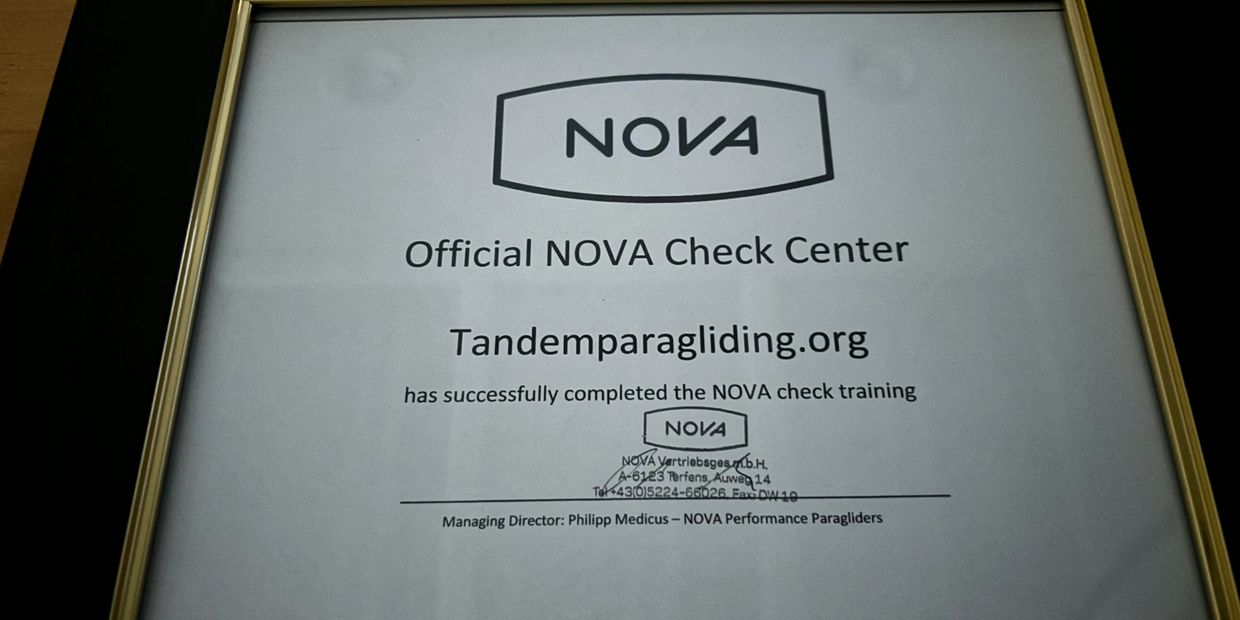 NOVA
Official NOVA Check Center
Tandemparagliding.org
has successfully completed the NOVA check training
NOVA
NOVA Vertriebsges.m.b.H.
A-6123 Terfens, Auweg 14
Tel +43(0)5224-66026, Fax: DW 19
Managing Director: Philipp Medicus – NOVA Performance Paragliders